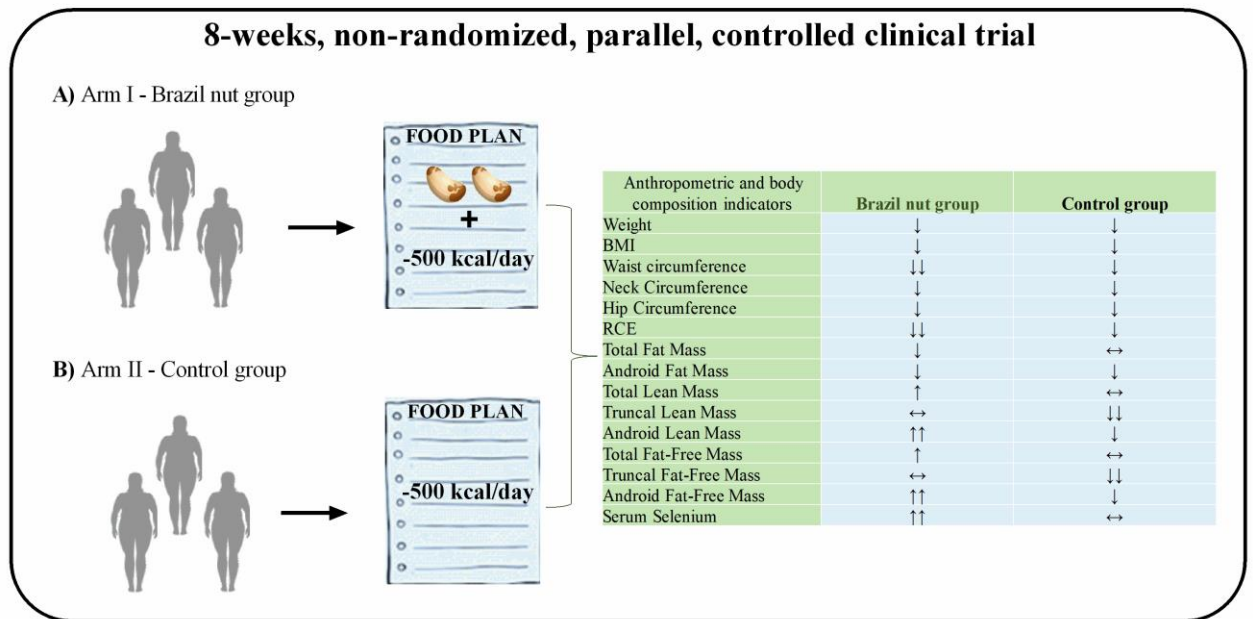 8-weeks, non-randomized, parallel, controlled clinical trial
A) Arm I - Brazil nut group
FOOD PLAN
+
-500 kcal/day
B) Arm II - Control group
FOOD PLAN
-500 kcal/day
Anthropometric and body
composition indicators Brazil nut group Control group
Weight ↓ ↓
BMI ↓ ↓
Waist circumference ↓↓ ↓
Neck Circumference ↓ ↓
Hip Circumference ↓ ↓
RCE ↓↓ ↓
Total Fat Mass ↓ ↔
Android Fat Mass ↓ ↓
Total Lean Mass ↑ ↔
Truncal Lean Mass ↔ ↓↓
Android Lean Mass ↑↑ ↓
Total Fat-Free Mass ↑ ↔
Truncal Fat-Free Mass ↔ ↓↓
Android Fat-Free Mass ↑↑ ↓
Serum Selenium ↑↑ ↔